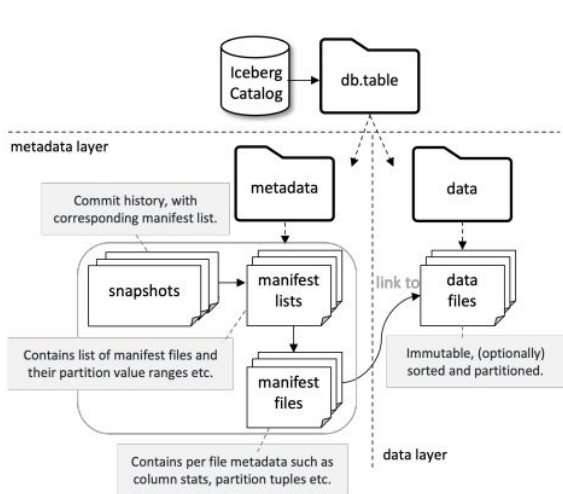 Iceberg
Catalog
db.table
metadata layer
metadata
data
Commit history, with
corresponding manifest list.
snapshots
manifest
lists
link to
data
files
Contains list of manifest files and
their partition value ranges etc.
Immutable, (optionally)
sorted and partitioned.
manifest
files
Contains per file metadata such as
column stats, partition tuples etc.
data layer